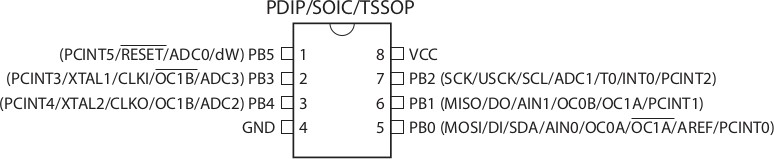 PDIP/SOIC/TSSOP
(PCINT5/RESET/ADC0/dW) PB5 1 8 VCC
(PCINT3/XTAL1/CLKI/OC1B/ADC3) PB3 2 7 PB2 (SCK/USCK/SCL/ADC1/T0/INT0/PCINT2)
(PCINT4/XTAL2/CLKO/OC1B/ADC2) PB4 3 6 PB1 (MISO/DO/AIN1/OC0B/OC1A/PCINT1)
GND 4 5 PB0 (MOSI/DI/SDA/AIN0/OC0A/OC1A/AREF/PCINT0)